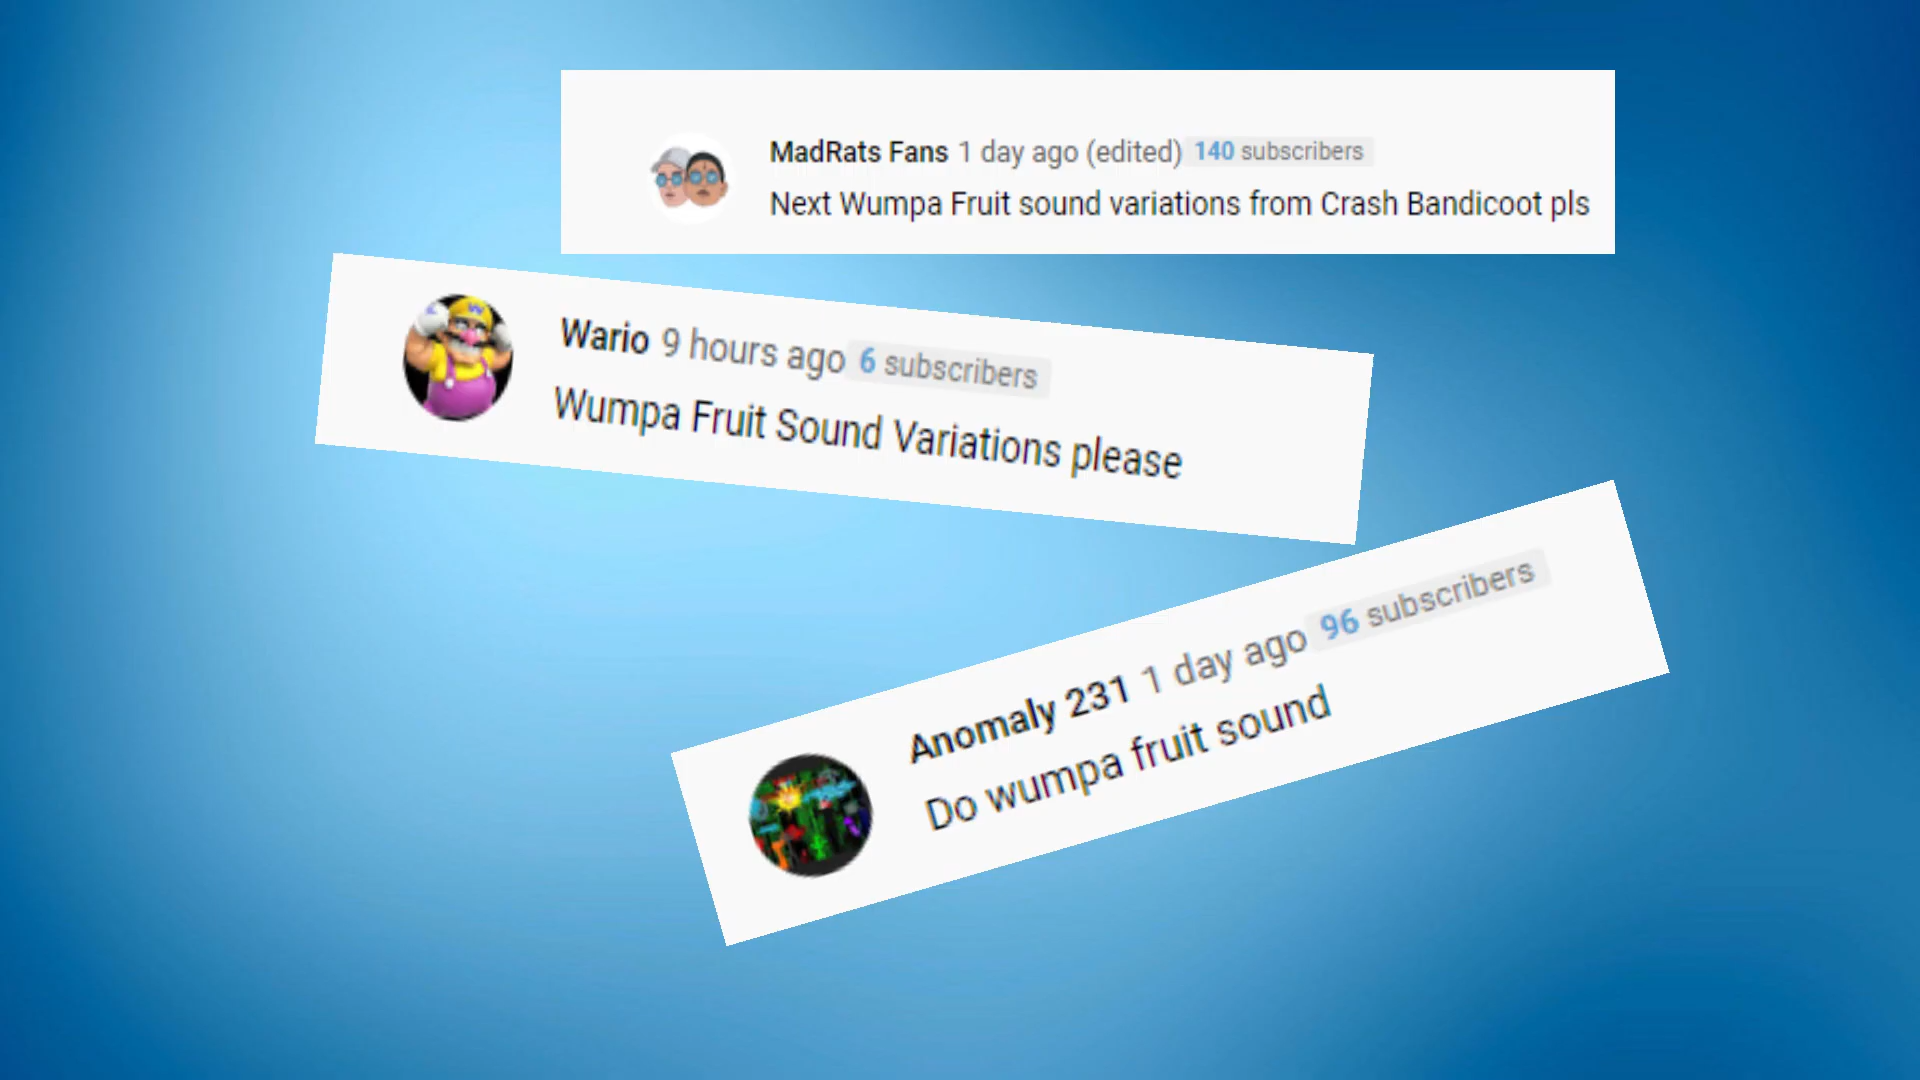 MadRats Fans 1 day ago (edited) 140 subscribers
Next Wumpa Fruit sound variations from Crash Bandicoot pls
Wario 9 hours ago 6 subscribers
Wumpa Fruit Sound Variations please
Anomaly 231 1 day ago 96 subscribers
Do wumpa fruit sound